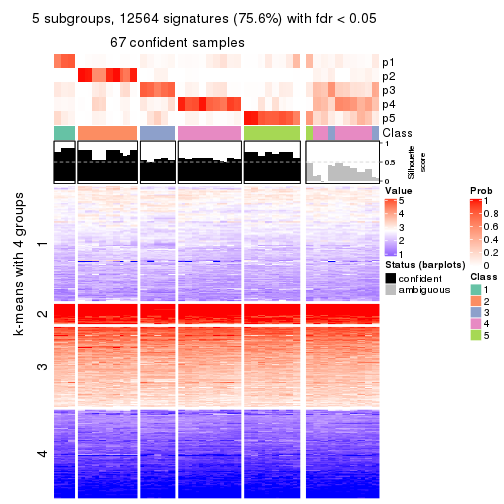 5 subgroups, 12564 signatures (75.6%) with fdr < 0.05
67 confident samples
p1
p2
p3
p4
p5
Class
1
0.5
0
Silhouette
score
k-means with 4 groups
1
2
3
4
Value
5
4
3
2
1
Status (barplots)
confident
ambiguous
Prob
1
0.8
0.6
0.4
0.2
0
Class
1
2
3
4
5